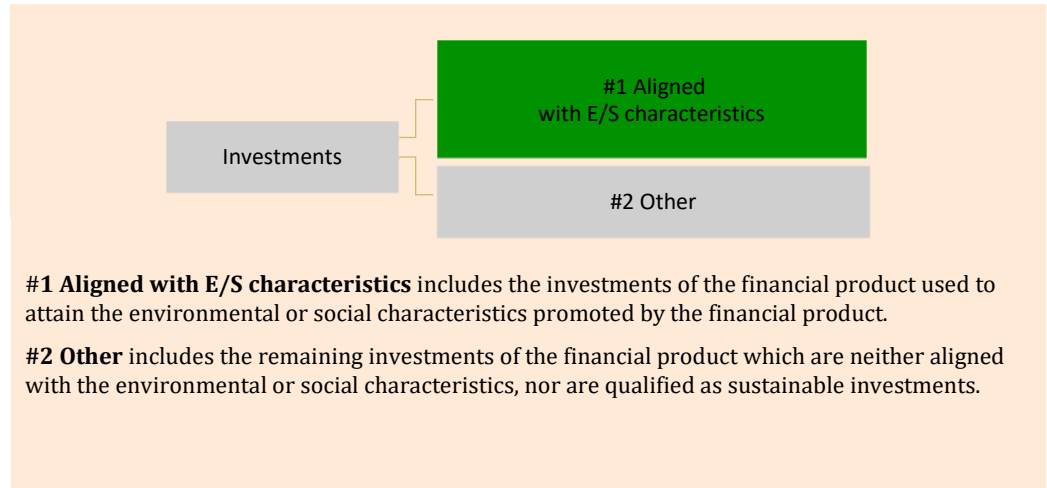 #1 Aligned
with E/S characteristics
Investments
#2 Other
#1 Aligned with E/S characteristics includes the investments of the financial product used to
attain the environmental or social characteristics promoted by the financial product.
#2 Other includes the remaining investments of the financial product which are neither aligned
with the environmental or social characteristics, nor are qualified as sustainable investments.